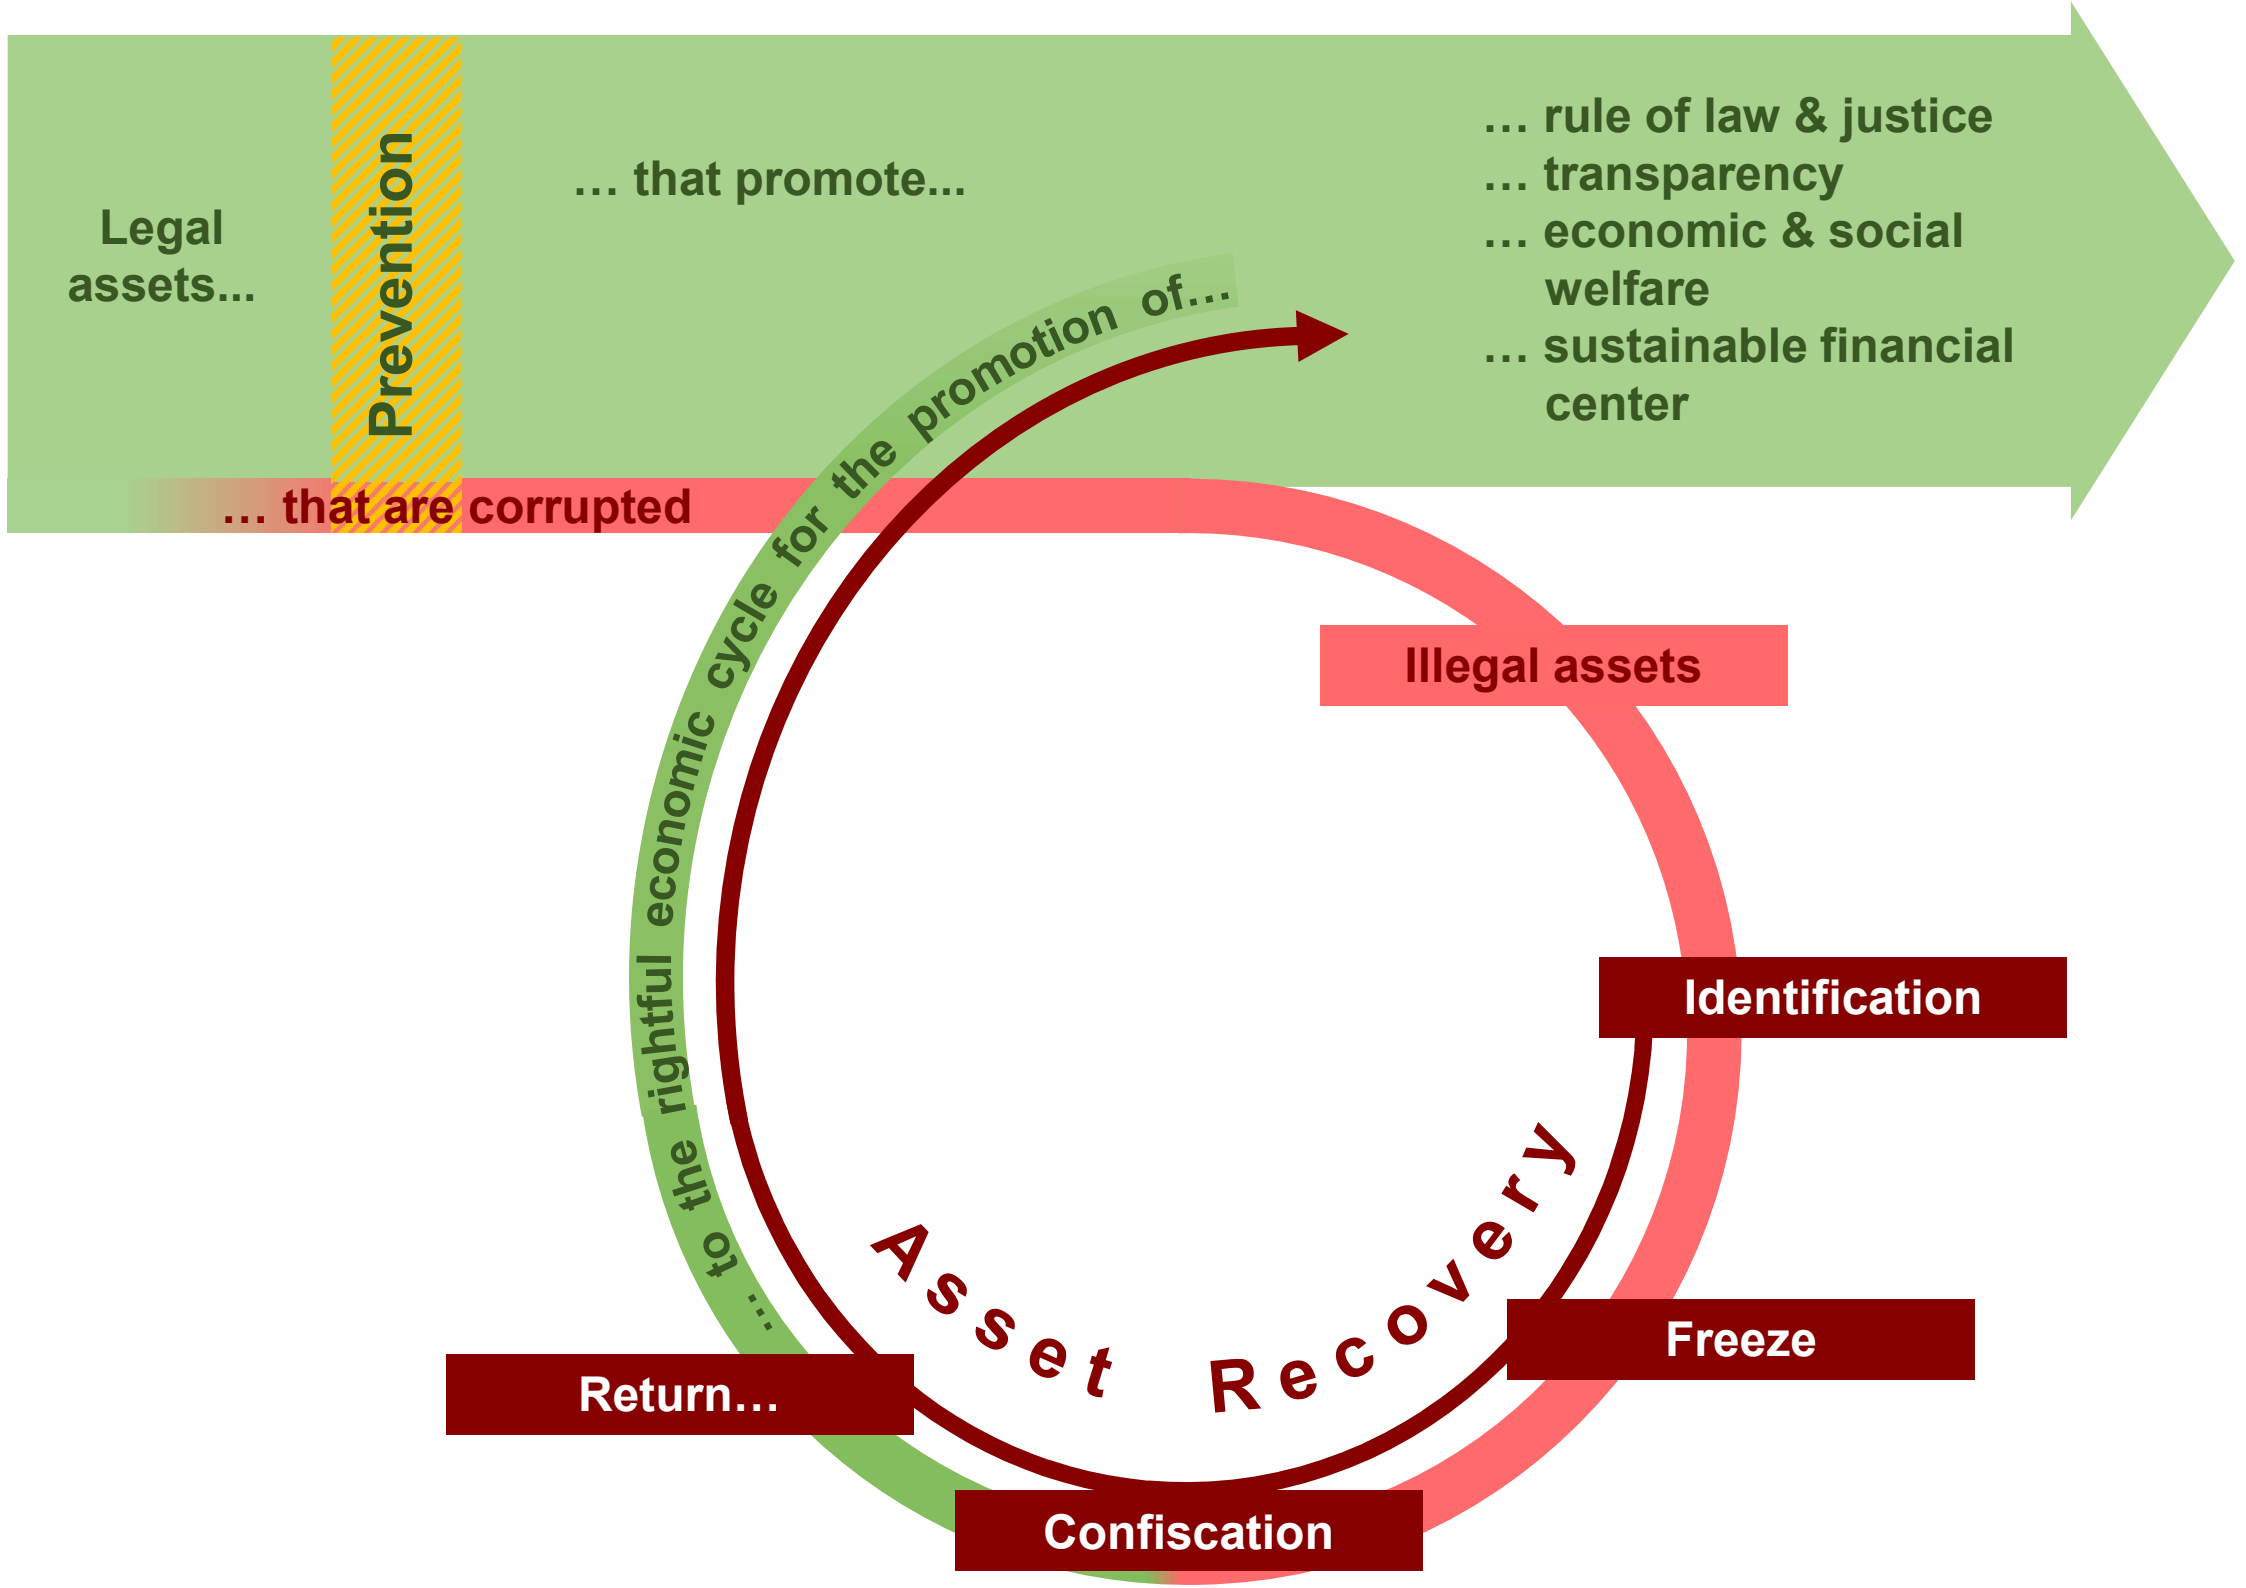 Legal
assets...
Prevention
… that promote...
… rule of law & justice
… transparency
… economic & social
welfare
… sustainable financial
center
… that are corrupted
Illegal assets
Identification
Freeze
Confiscation
Return…
… to the rightful economic cycle for the promotion of…
Asset Recovery